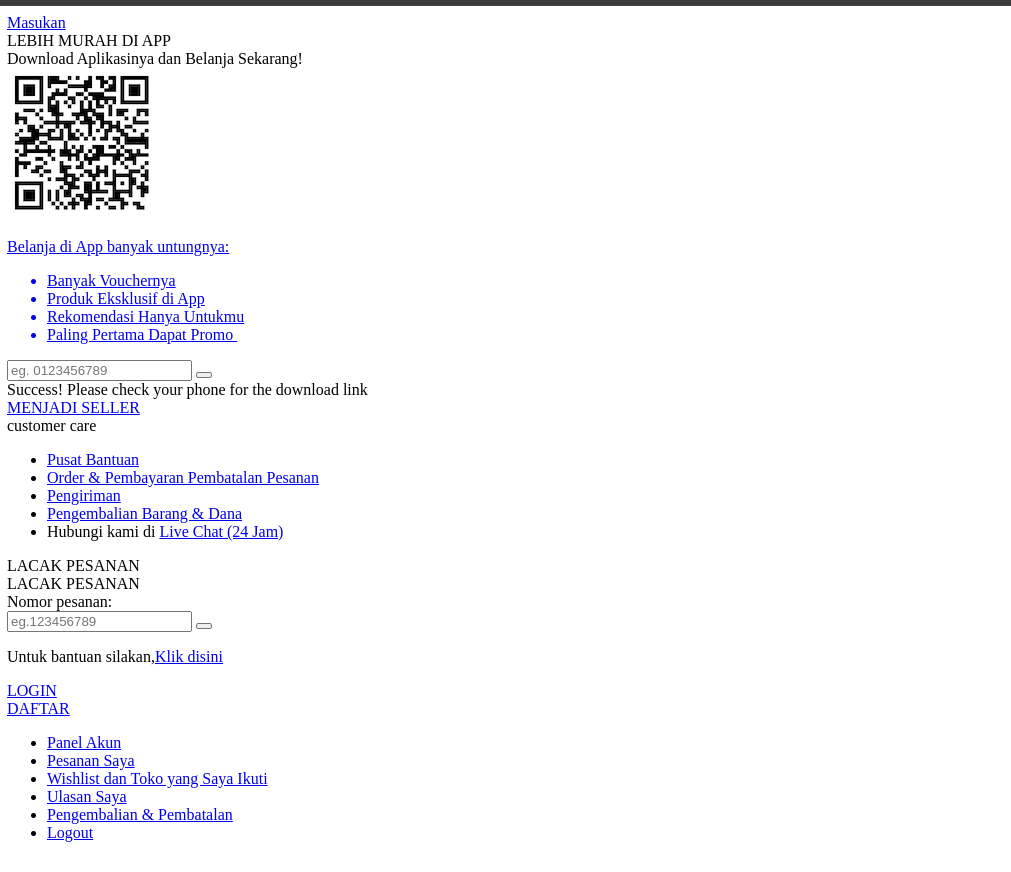 Masukan
LEBIH MURAH DI APP
Download Aplikasinya dan Belanja Sekarang!
Belanja di App banyak untungnya:
Banyak Vouchernya
Produk Eksklusif di App
Rekomendasi Hanya Untukmu
Paling Pertama Dapat Promo
eg. 0123456789
Success! Please check your phone for the download link
MENJADI SELLER
customer care
Pusat Bantuan
Order & Pembayaran Pembatalan Pesanan
Pengiriman
Pengembalian Barang & Dana
Hubungi kami di Live Chat (24 Jam)
LACAK PESANAN
LACAK PESANAN
Nomor pesanan:
eg.123456789
Untuk bantuan silakan,Klik disini
LOGIN
DAFTAR
Panel Akun
Pesanan Saya
Wishlist dan Toko yang Saya Ikuti
Ulasan Saya
Pengembalian & Pembatalan
Logout